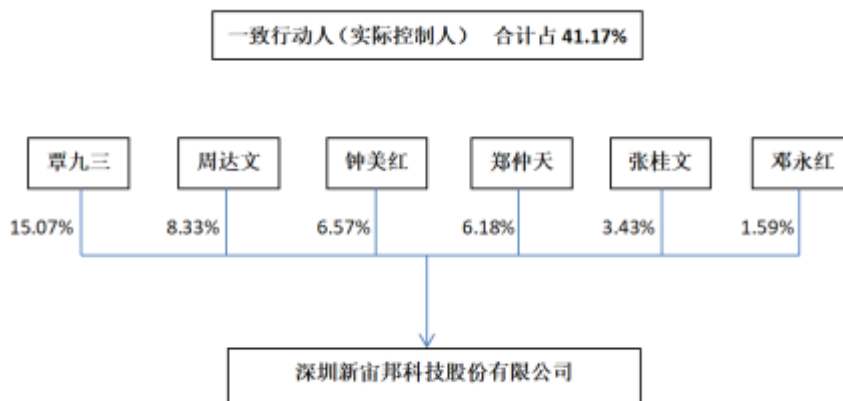 一致行动人（实际控制人） 合计占 41.17%
覃九三 周达文 钟美红 郑仲天 张桂文 邓永红
15.07% 8.33% 6.57% 6.18% 3.43% 1.59%
深圳新宙邦科技股份有限公司